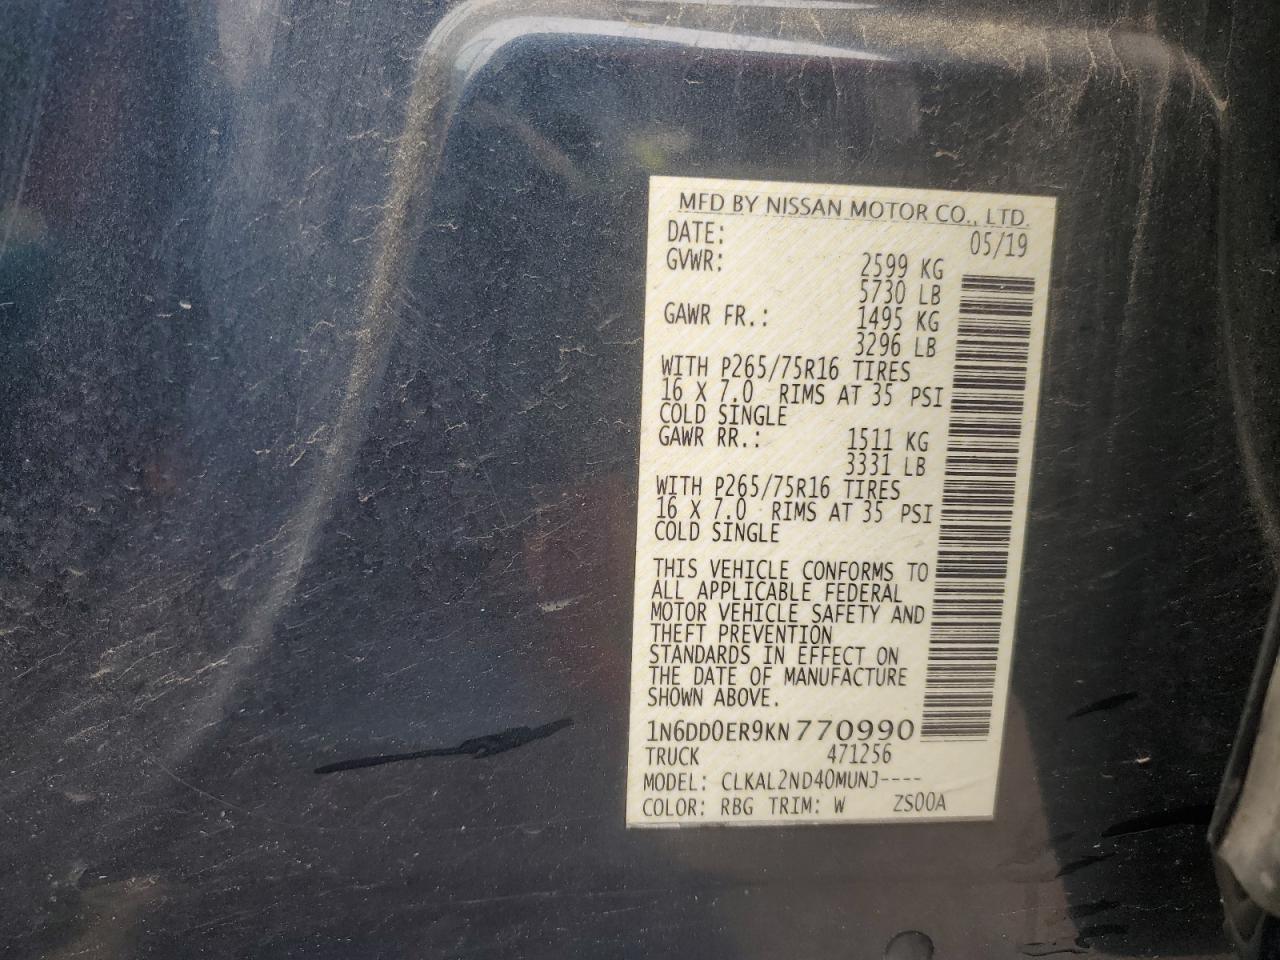 MFD BY NISSAN MOTOR CO., LTD.
DATE: 05/19
GVWR: 2599 KG
5730 LB
GAWR FR.: 1495 KG
3296 LB
WITH P265/75R16 TIRES
16 X 7.0 RIMS AT 35 PSI
COLD SINGLE
GAWR RR.: 1511 KG
3331 LB
WITH P265/75R16 TIRES
16 X 7.0 RIMS AT 35 PSI
COLD SINGLE
THIS VEHICLE CONFORMS TO
ALL APPLICABLE FEDERAL
MOTOR VEHICLE SAFETY AND
THEFT PREVENTION
STANDARDS IN EFFECT ON
THE DATE OF MANUFACTURE
SHOWN ABOVE.
1N6DD0ER9KN770990
TRUCK 471256
MODEL: CLKAL2ND40MUNJ----
COLOR: RBG TRIM: W ZS00A